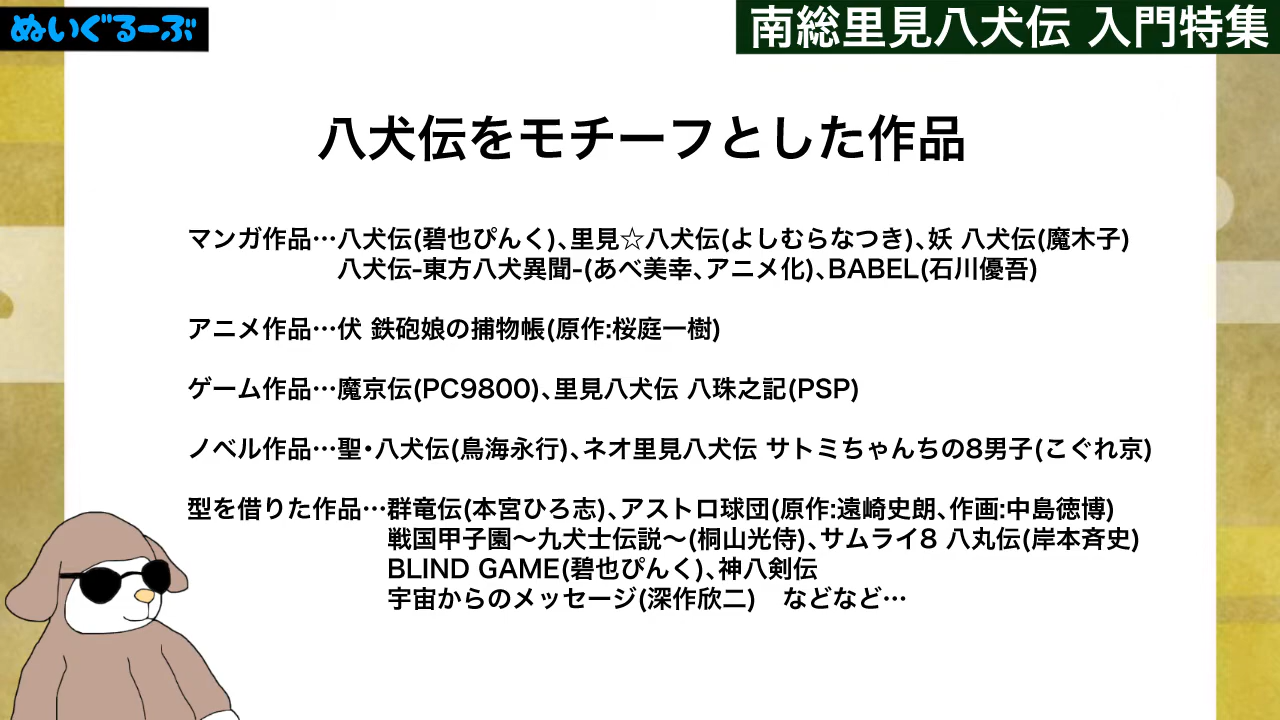 ぬいぐるーぶ
南総里見八犬伝 入門特集
八犬伝をモチーフとした作品
マンガ作品…八犬伝(碧也ぴんく)、里見☆八犬伝(よしむらなつき)、妖 八犬伝(魔木子)
八犬伝-東方八犬異聞-(あべ美幸、アニメ化)、BABEL(石川優吾)
アニメ作品…伏 鉄砲娘の捕物帳(原作:桜庭一樹)
ゲーム作品…魔京伝(PC9800)、里見八犬伝 八珠之記(PSP)
ノベル作品…聖・八犬伝(鳥海永行)、ネオ里見八犬伝 サトミちゃんちの8男子(こぐれ京)
型を借りた作品…群竜伝(本宮ひろ志)、アストロ球団(原作:遠崎史朗、作画:中島徳博)
戦国甲子園～九犬士伝説～(桐山光侍)、サムライ8 八丸伝(岸本斉史)
BLIND GAME(碧也ぴんく)、神八剣伝
宇宙からのメッセージ(深作欣二)　などなど…